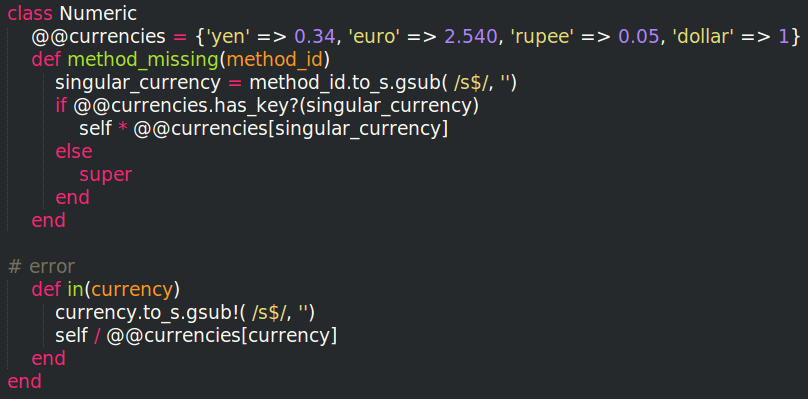 class Numeric
@@currencies = {'yen' => 0.34, 'euro' => 2.540, 'rupee' => 0.05, 'dollar' => 1}
def method_missing(method_id)
singular_currency = method_id.to_s.gsub( /s$/, '')
if @@currencies.has_key?(singular_currency)
self * @@currencies[singular_currency]
else
super
end
end
# error
def in(currency)
currency.to_s.gsub!( /s$/, '')
self / @@currencies[currency]
end
end